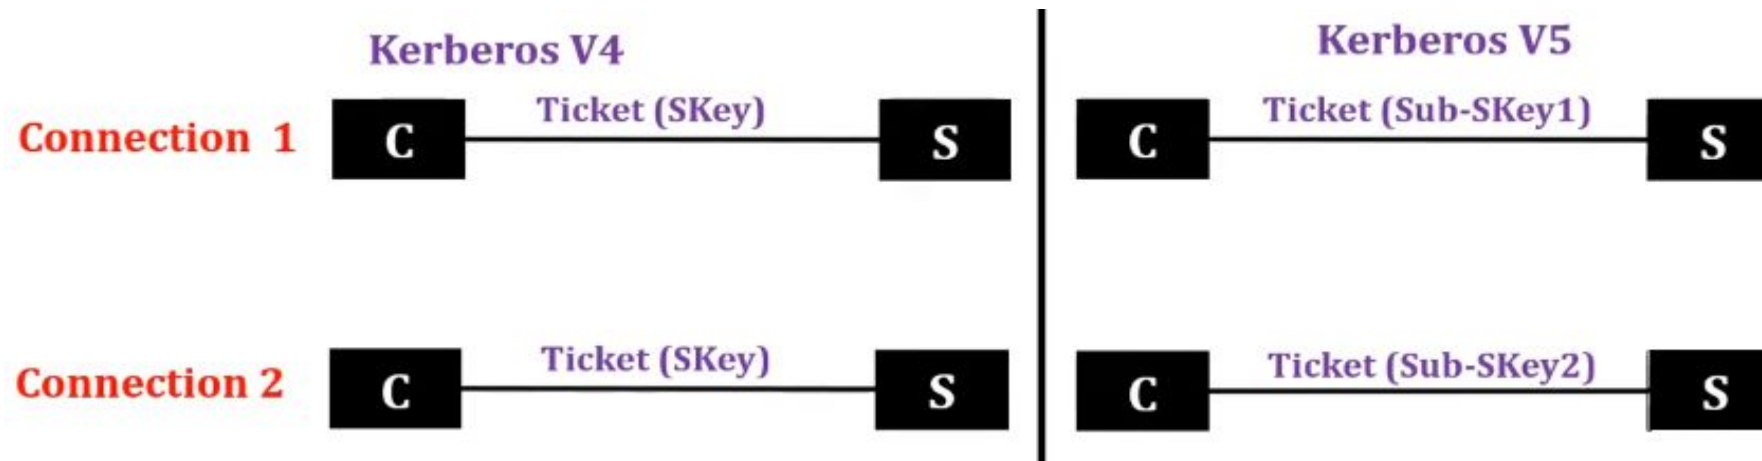 Kerberos V4
Kerberos V5
Connection 1
C
Ticket (SKey)
S
C
Ticket (Sub-SKey1)
S
Connection 2
C
Ticket (SKey)
S
C
Ticket (Sub-SKey2)
S